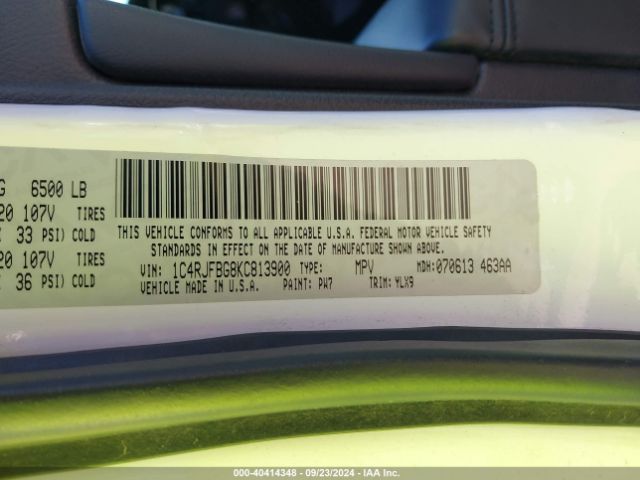 G 6500 LB
20 107V TIRES
33 PSI) COLD
20 107V TIRES
36 PSI) COLD
THIS VEHICLE CONFORMS TO ALL APPLICABLE U.S.A. FEDERAL MOTOR VEHICLE SAFETY
STANDARDS IN EFFECT ON THE DATE OF MANUFACTURE SHOWN ABOVE.
VIN: 1C4RJFBG8KC813900 TYPE: MPV MDH:070613 463AA
VEHICLE MADE IN U.S.A. PAINT: PW7 TRIM: YLX9
000-40414348 - 09/23/2024 - IAA Inc.